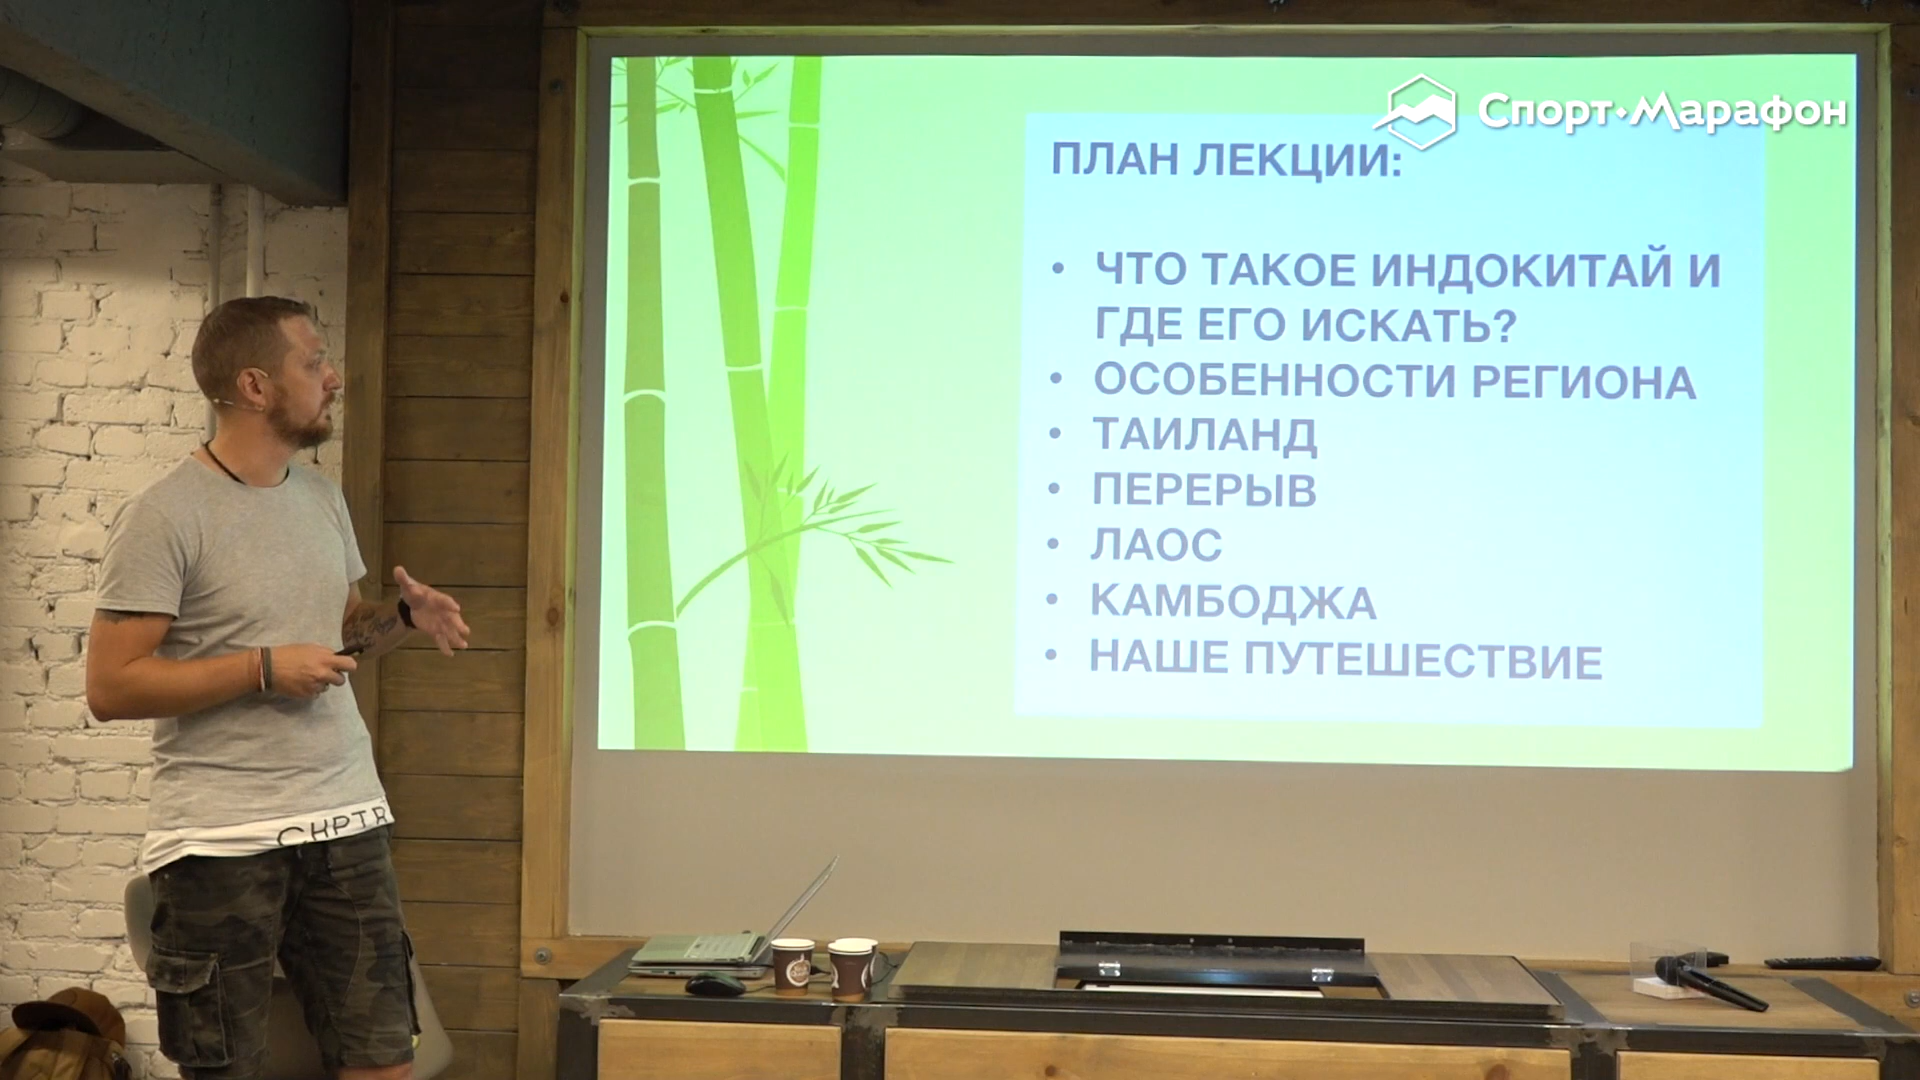 Спорт•Марафон
ПЛАН ЛЕКЦИИ:
• ЧТО ТАКОЕ ИНДОКИТАЙ И
ГДЕ ЕГО ИСКАТЬ?
• ОСОБЕННОСТИ РЕГИОНА
• ТАИЛАНД
• ПЕРЕРЫВ
• ЛАОС
• КАМБОДЖА
• НАШЕ ПУТЕШЕСТВИЕ
CHPTR